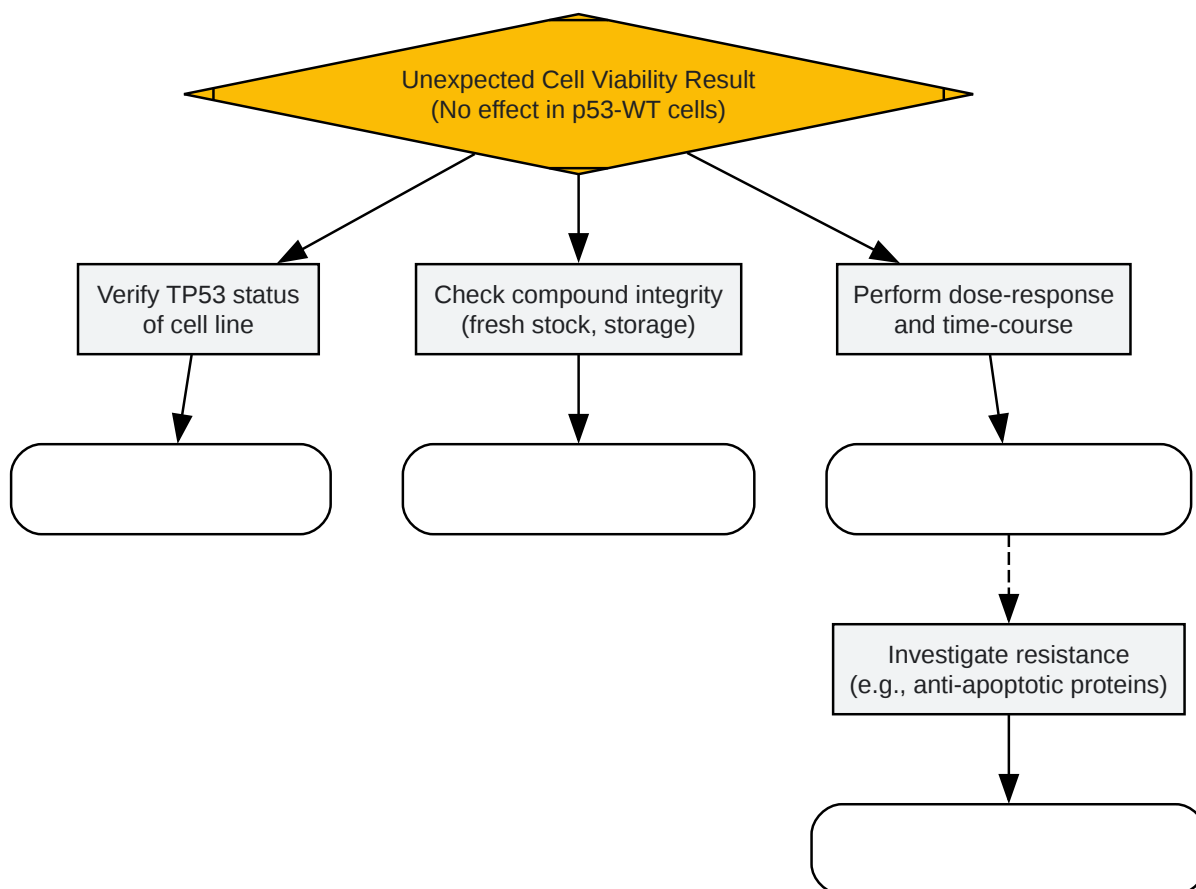 Unexpected Cell Viability Result
(No effect in p53-WT cells)
Verify TP53 status
of cell line
Check compound integrity
(fresh stock, storage)
Perform dose-response
and time-course
Investigate resistance
(e.g., anti-apoptotic proteins)